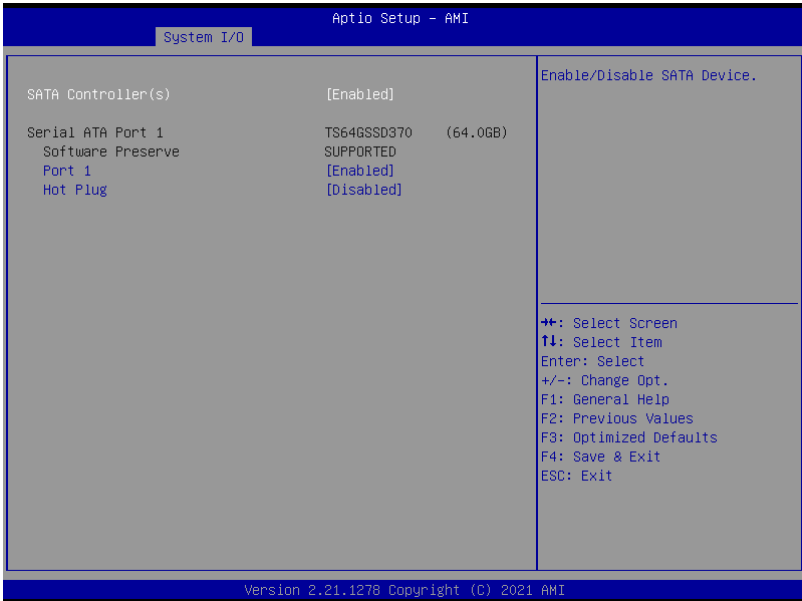 Aptio Setup – AMI
System I/O
SATA Controller(s) [Enabled]
Serial ATA Port 1 TS64GSSD370 (64.0GB)
Software Preserve SUPPORTED
Port 1 [Enabled]
Hot Plug [Disabled]
Enable/Disable SATA Device.
→←: Select Screen
↑↓: Select Item
Enter: Select
+/-: Change Opt.
F1: General Help
F2: Previous Values
F3: Optimized Defaults
F4: Save & Exit
ESC: Exit
Version 2.21.1278 Copyright (C) 2021 AMI